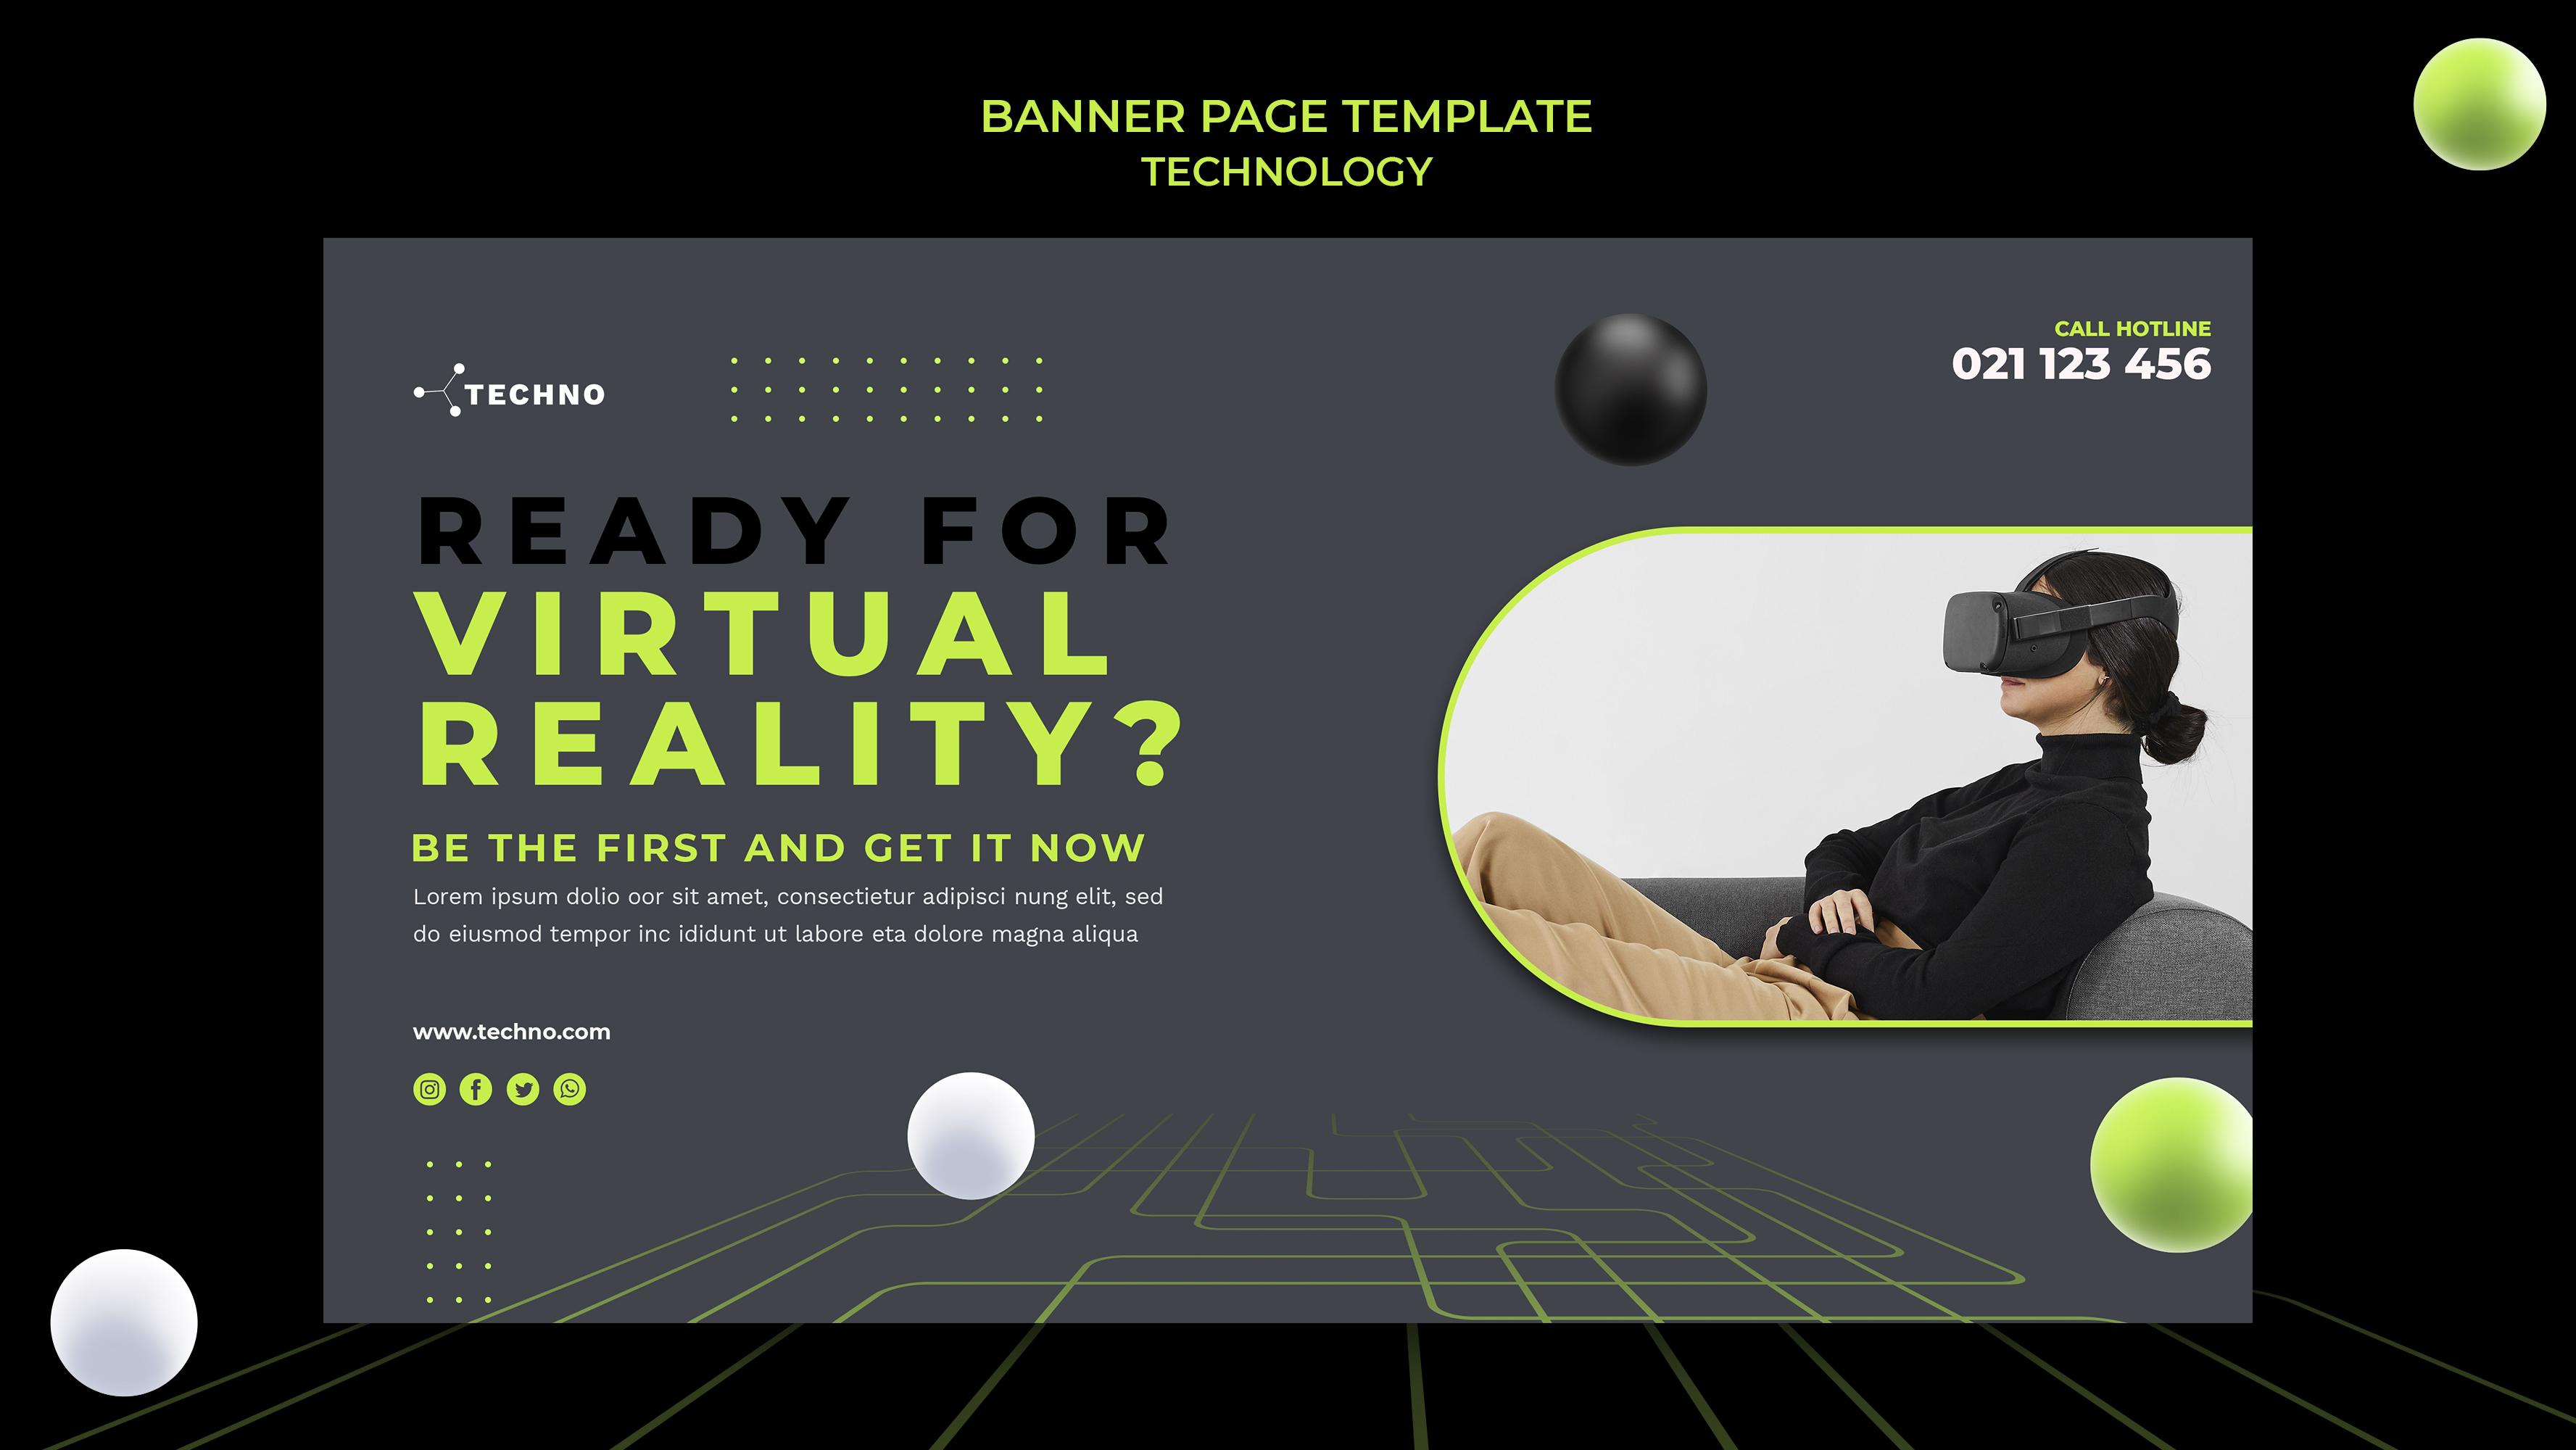 BANNER PAGE TEMPLATE
TECHNOLOGY
TECHNO
CALL HOTLINE
021 123 456
READY FOR
VIRTUAL
REALITY?
BE THE FIRST AND GET IT NOW
Lorem ipsum dolio oor sit amet, consectietur adipisci nung elit, sed
do eiusmod tempor inc ididunt ut labore eta dolore magna aliqua
www.techno.com